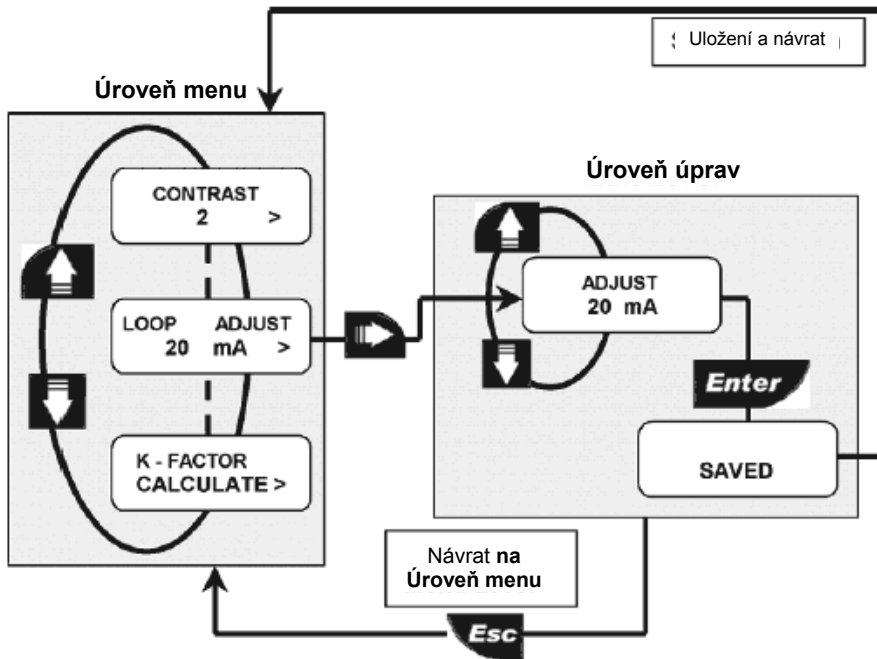 Uložení a návrat
Úroveň menu
CONTRAST
2 >
LOOP ADJUST
20 mA >
K - FACTOR
CALCULATE >
Úroveň úprav
ADJUST
20 mA
Enter
SAVED
Návrat na
Úroveň menu
Esc